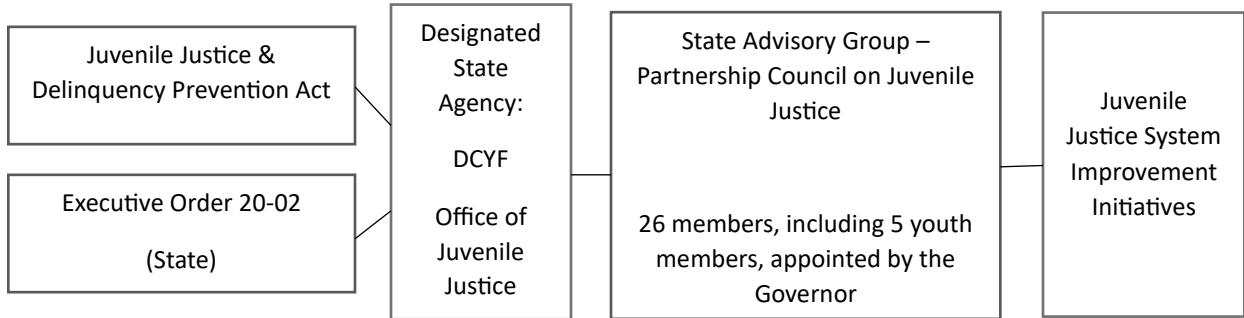 Juvenile Justice &
Delinquency Prevention Act
Executive Order 20-02
(State)
Designated
State
Agency:
DCYF
Office of
Juvenile
Justice
State Advisory Group –
Partnership Council on Juvenile
Justice
26 members, including 5 youth
members, appointed by the
Governor
Juvenile
Justice System
Improvement
Initiatives